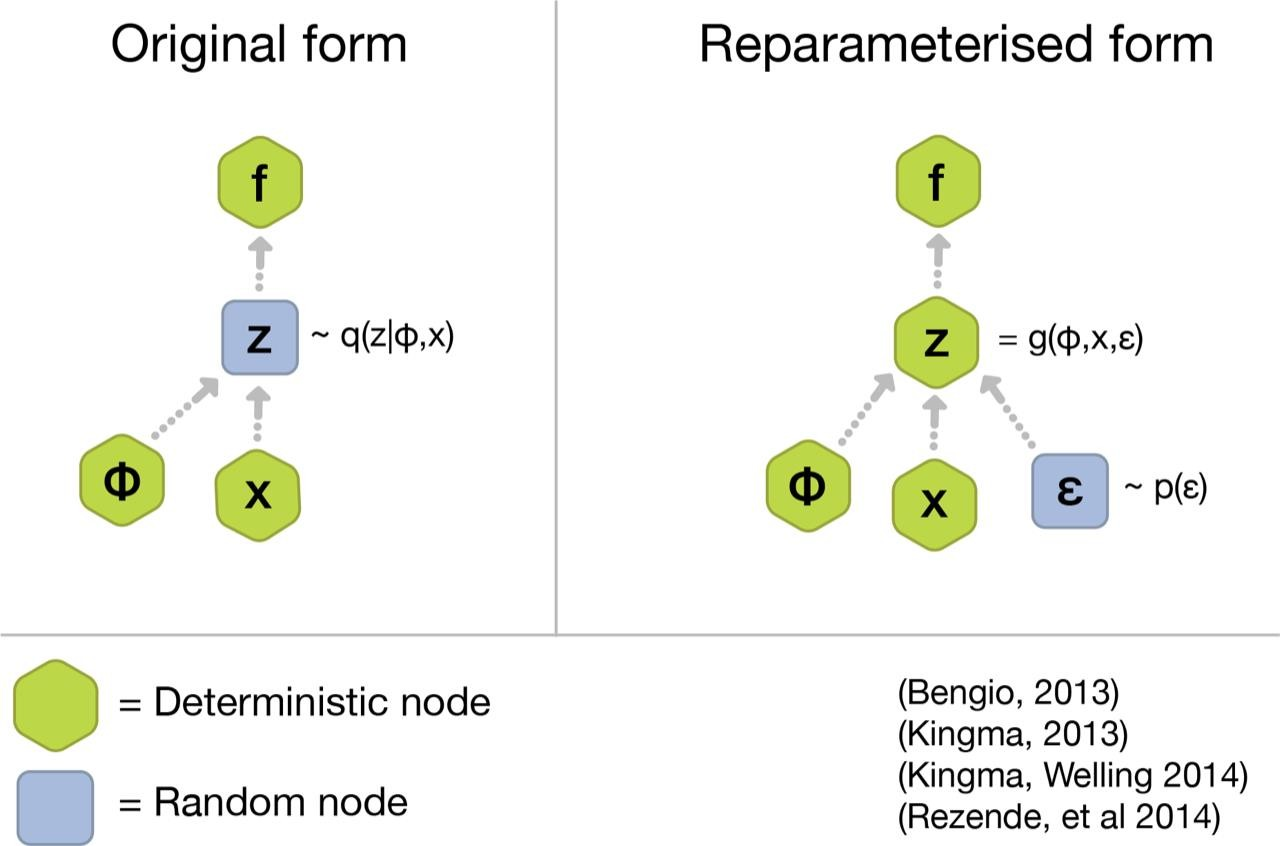 Original form
f
z ~ q(z|Φ,x)
Φ x
Reparameterised form
f
z = g(Φ,x,ε)
Φ x ε ~ p(ε)
= Deterministic node
= Random node
(Bengio, 2013)
(Kingma, 2013)
(Kingma, Welling 2014)
(Rezende, et al 2014)